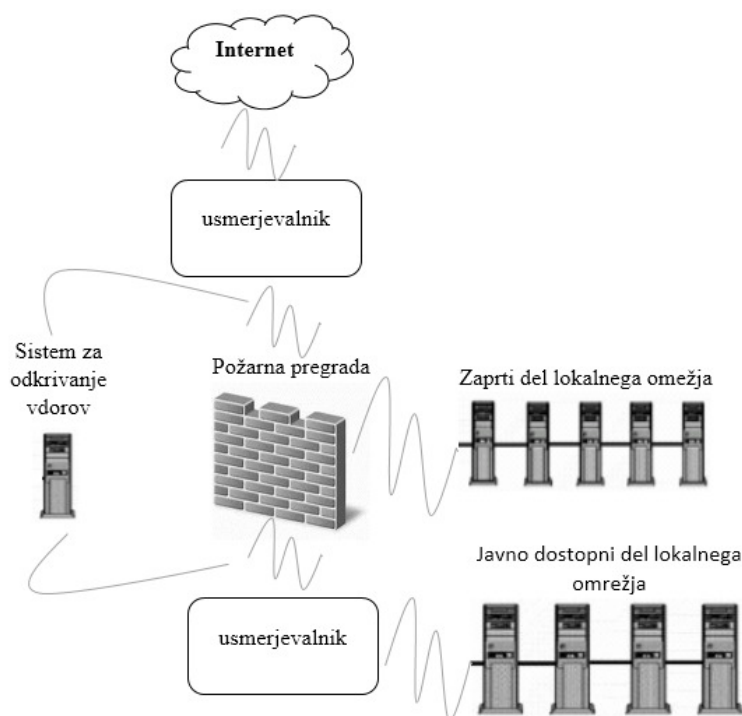 Internet
usmerjevalnik
Sistem za
odkrivanje
vdorov
Požarna pregrada
Zaprti del lokalnega omežja
Javno dostopni del lokalnega
omrežja
usmerjevalnik